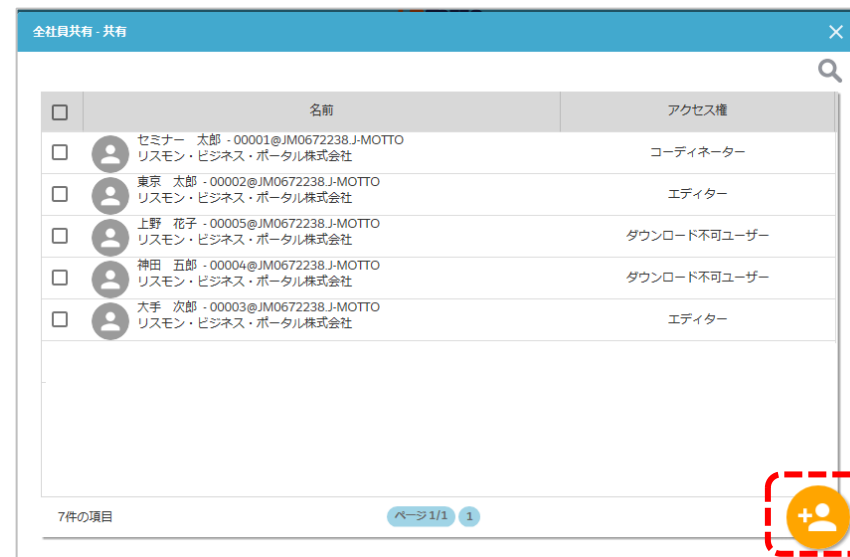 全社員共有 - 共有
名前 アクセス権
セミナー　太郎 - 00001@JM0672238.J-MOTTO
リスモン・ビジネス・ポータル株式会社
コーディネーター
東京　太郎 - 00002@JM0672238.J-MOTTO
リスモン・ビジネス・ポータル株式会社
エディター
上野　花子 - 00005@JM0672238.J-MOTTO
リスモン・ビジネス・ポータル株式会社
ダウンロード不可ユーザー
神田　五郎 - 00004@JM0672238.J-MOTTO
リスモン・ビジネス・ポータル株式会社
ダウンロード不可ユーザー
大手　次郎 - 00003@JM0672238.J-MOTTO
リスモン・ビジネス・ポータル株式会社
エディター
7件の項目 ページ 1/1 1